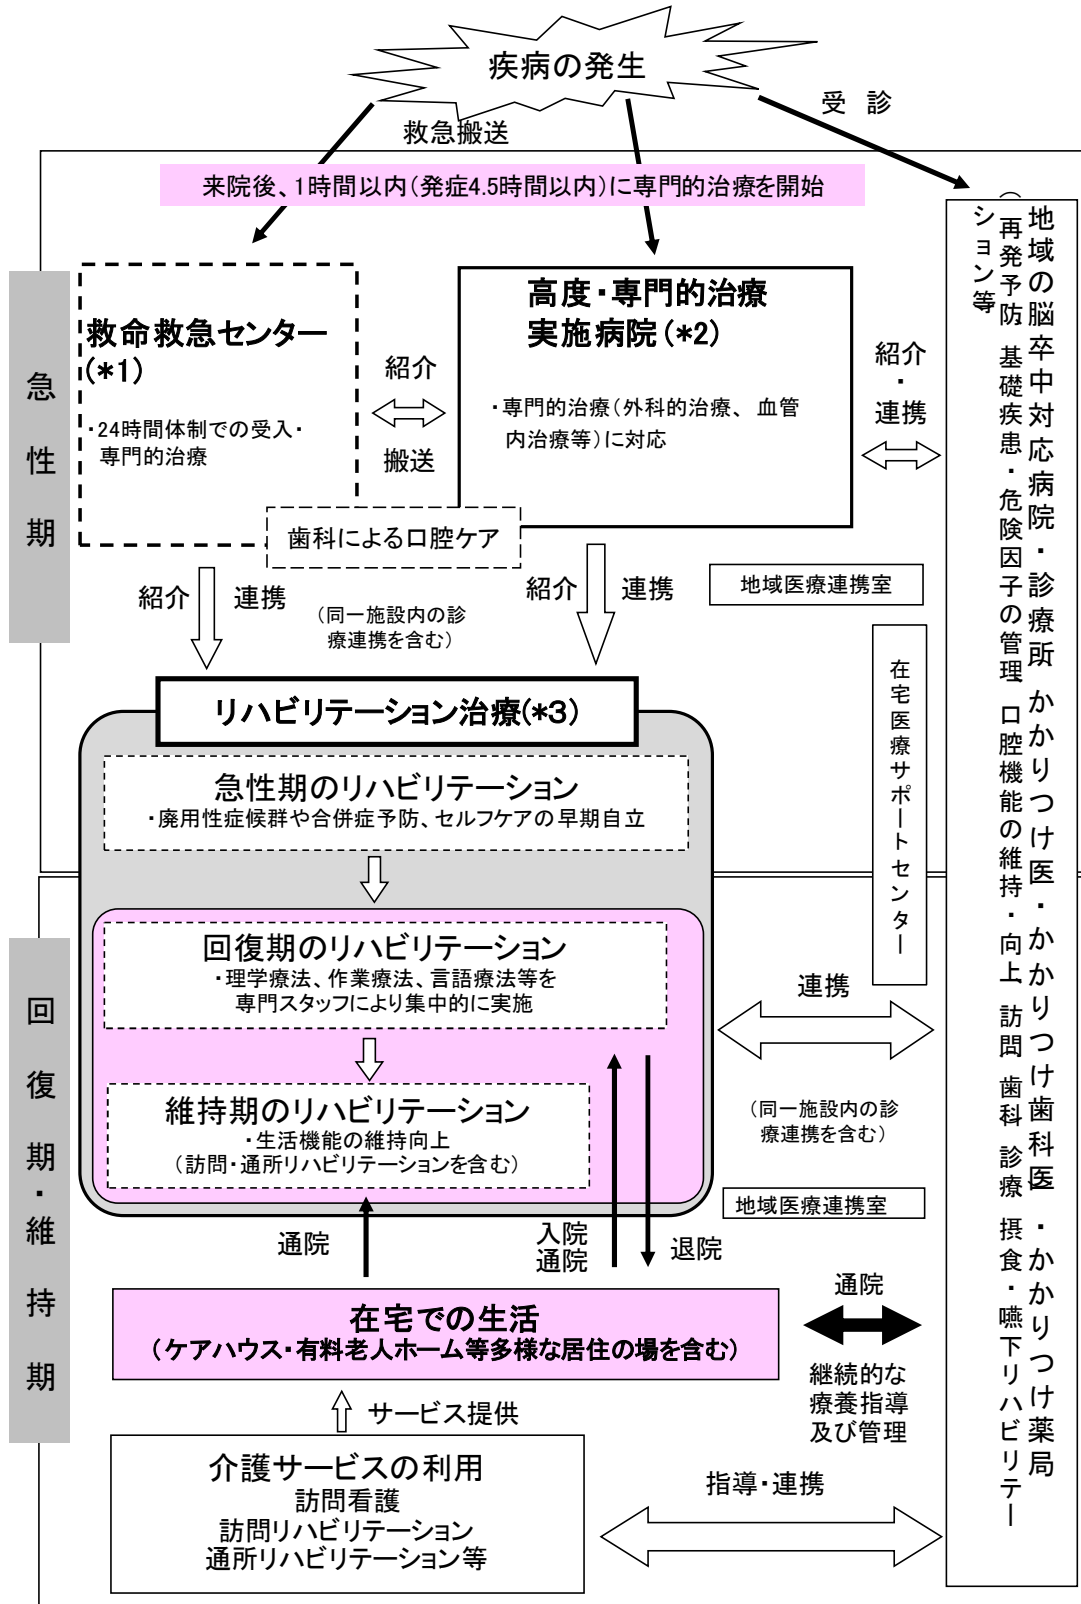 疾病の発生
救急搬送
受　診
来院後、1時間以内(発症4.5時間以内)に専門的治療を開始
急性期
救命救急センター
(*1)
・24時間体制での受入・
専門的治療
紹介
搬送
高度・専門的治療
実施病院(*2)
・専門的治療(外科的治療、血管
内治療等)に対応
紹介
・
連携
歯科による口腔ケア
紹介
連携
(同一施設内の診
療連携を含む)
紹介
連携
地域医療連携室
在宅医療サポートセンター
地域の脳卒中対応病院・診療所 かかりつけ医・かかりつけ歯科医 ・かかりつけ薬局
(再発予防、基礎疾患・危険因子の管理、口腔機能の維持・向上、訪問歯科診療、摂食・嚥下リハビリテー
ション等)
リハビリテーション治療(*3)
急性期のリハビリテーション
・廃用性症候群や合併症予防、セルフケアの早期自立
回復期・維持期
回復期のリハビリテーション
・理学療法、作業療法、言語療法等を
専門スタッフにより集中的に実施
維持期のリハビリテーション
・生活機能の維持向上
(訪問・通所リハビリテーションを含む)
連携
(同一施設内の診
療連携を含む)
地域医療連携室
通院
入院
通院
退院
在宅での生活
(ケアハウス・有料老人ホーム等多様な居住の場を含む)
通院
継続的な
療養指導
及び管理
サービス提供
介護サービスの利用
訪問看護
訪問リハビリテーション
通所リハビリテーション等
指導・連携